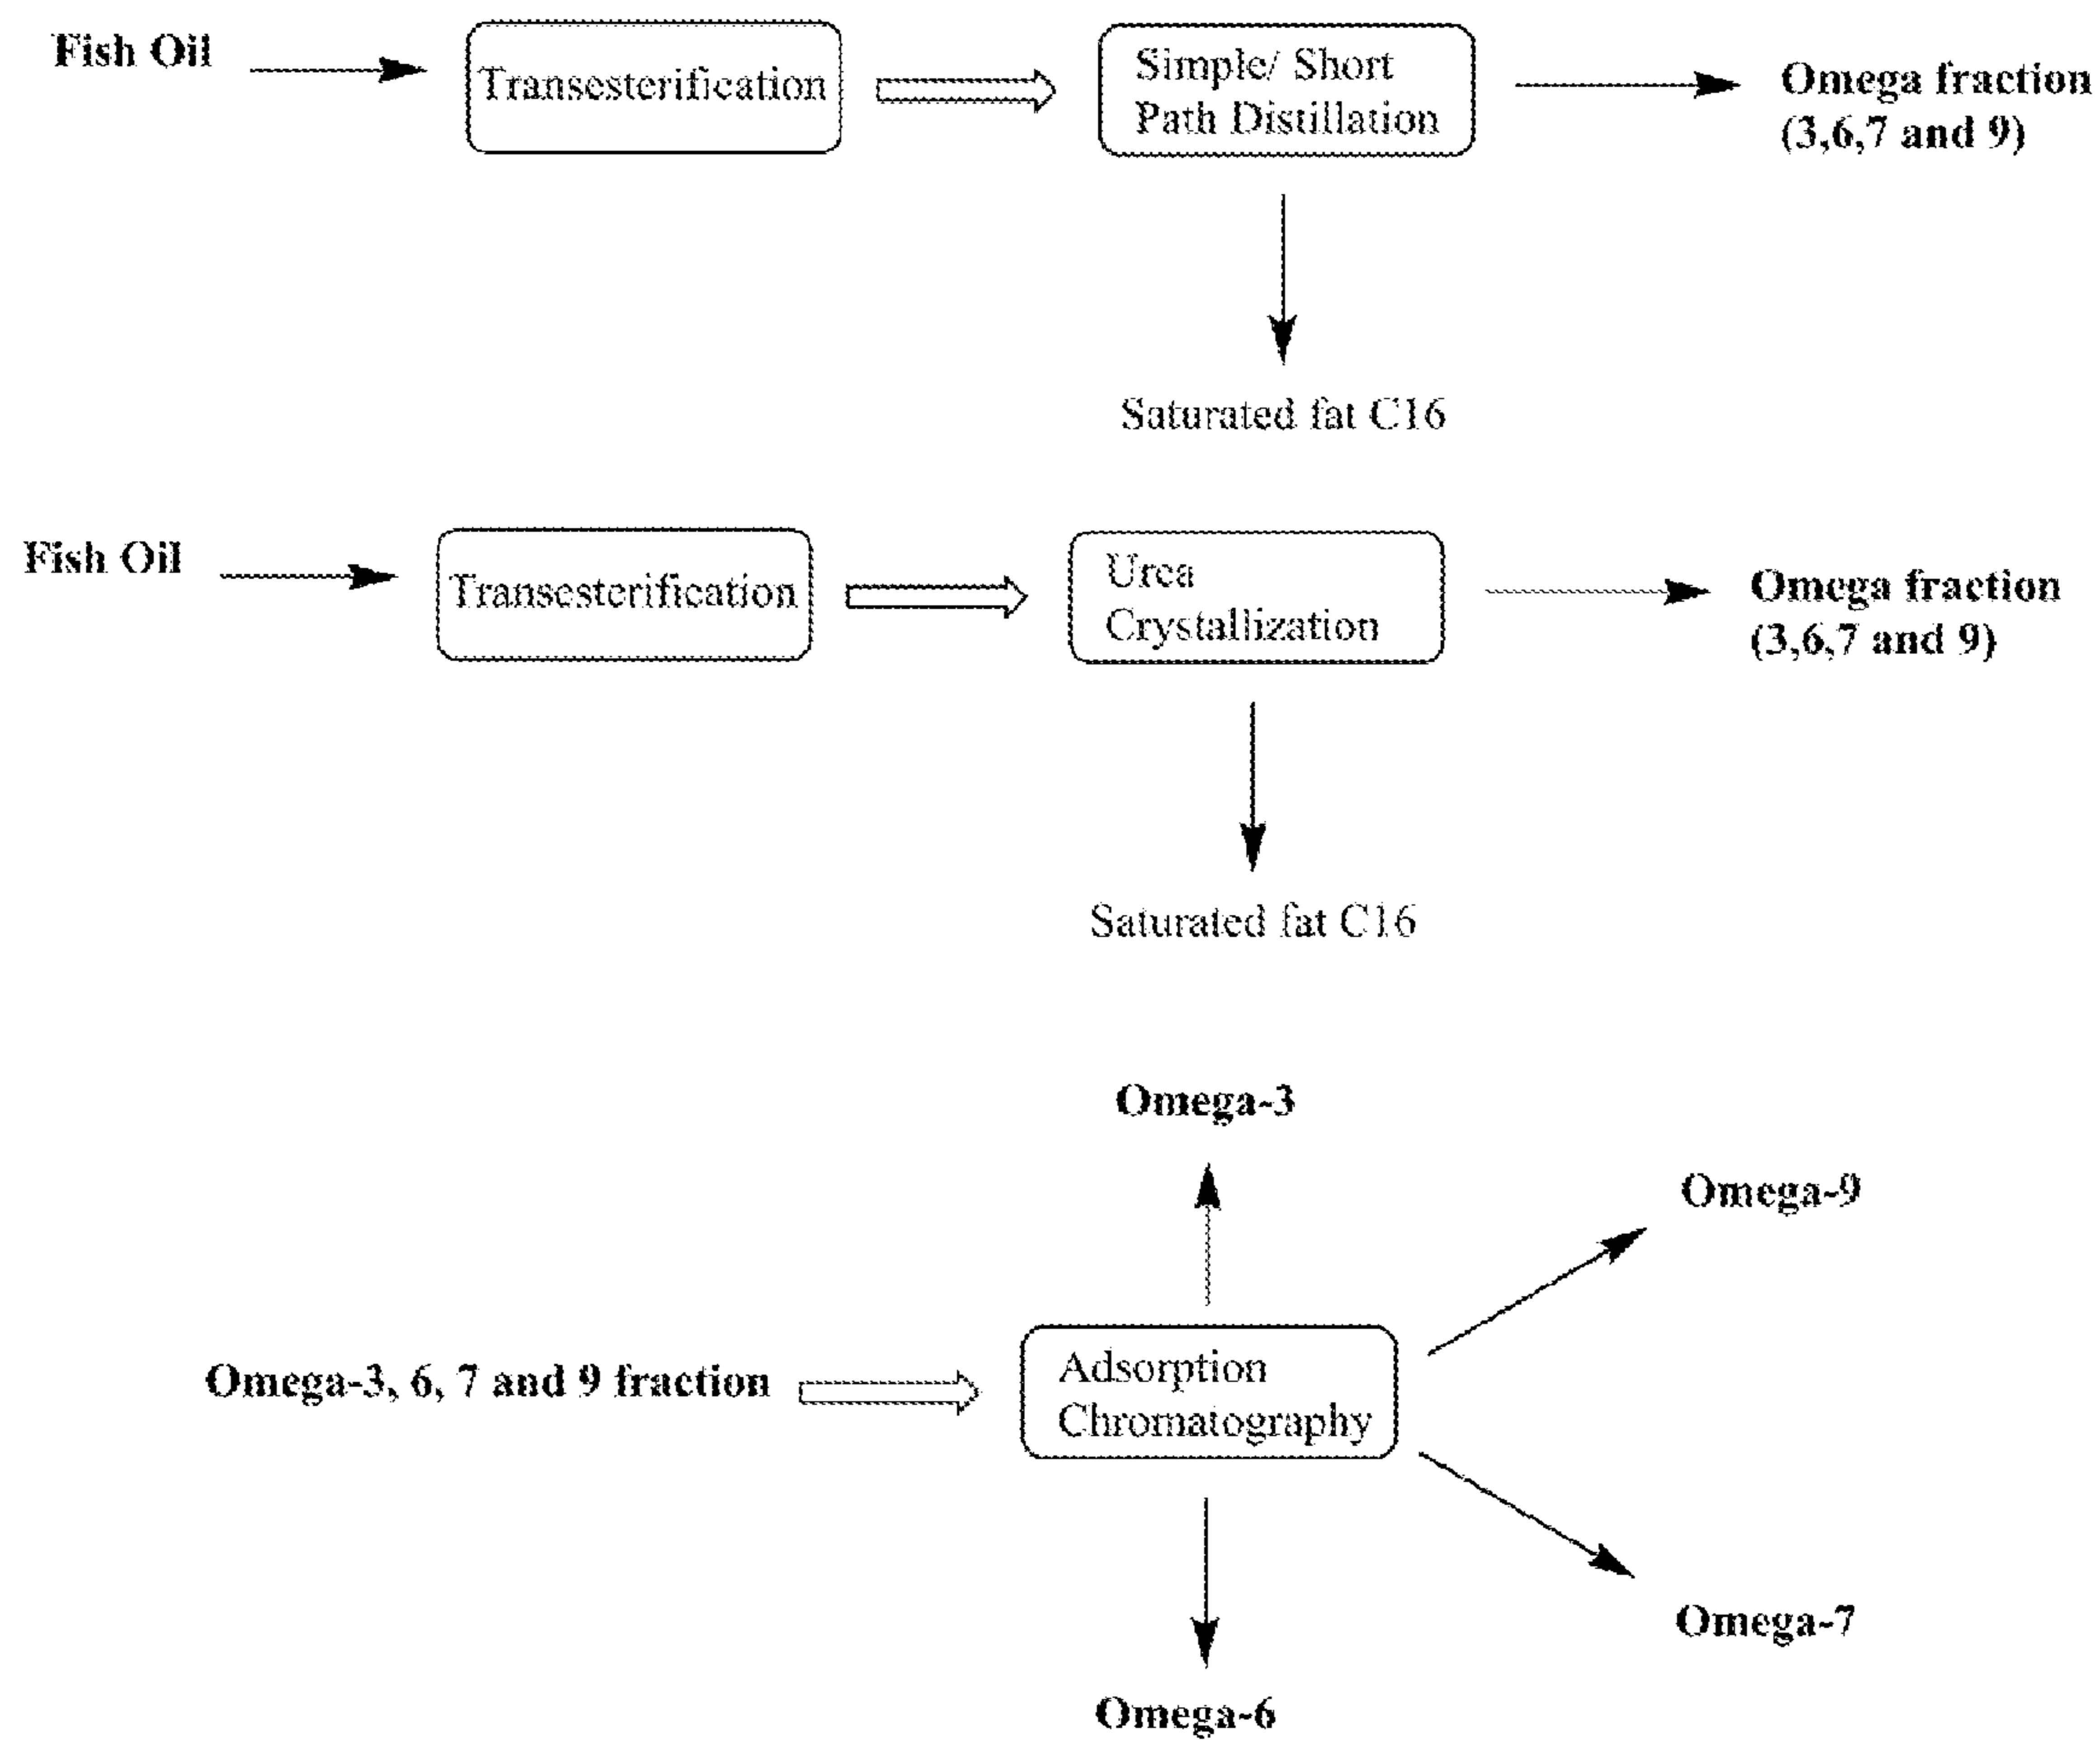 Fish Oil
Transesterification
Simple/ Short
Path Distillation
Omega fraction
(3,6,7 and 9)
Saturated fat C16
Fish Oil
Transesterification
Urea
Crystallization
Omega fraction
(3,6,7 and 9)
Saturated fat C16
Omega-3
Omega-9
Omega-3, 6, 7 and 9 fraction
Adsorption
Chromatography
Omega-7
Omega-6